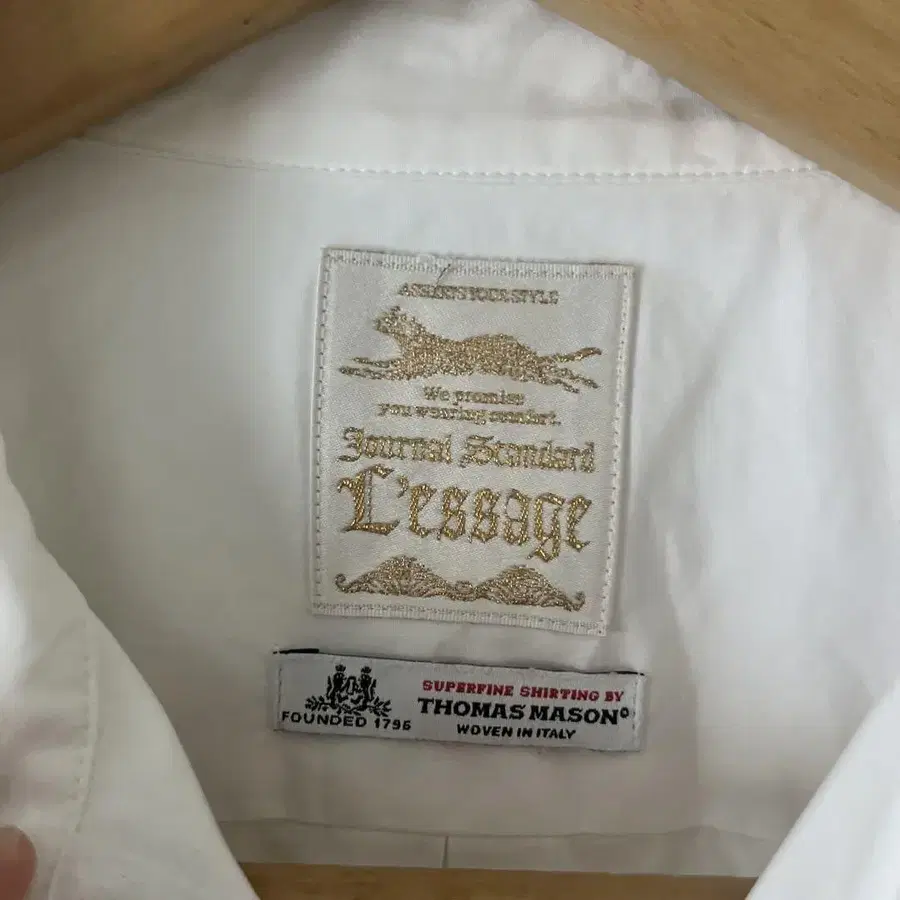 ASSISTS YOUR STYLE
We promise
you wearing comfort.
Journal Standard
L'essage
FOUNDED 1796
SUPERFINE SHIRTING BY
THOMAS MASON®
WOVEN IN ITALY